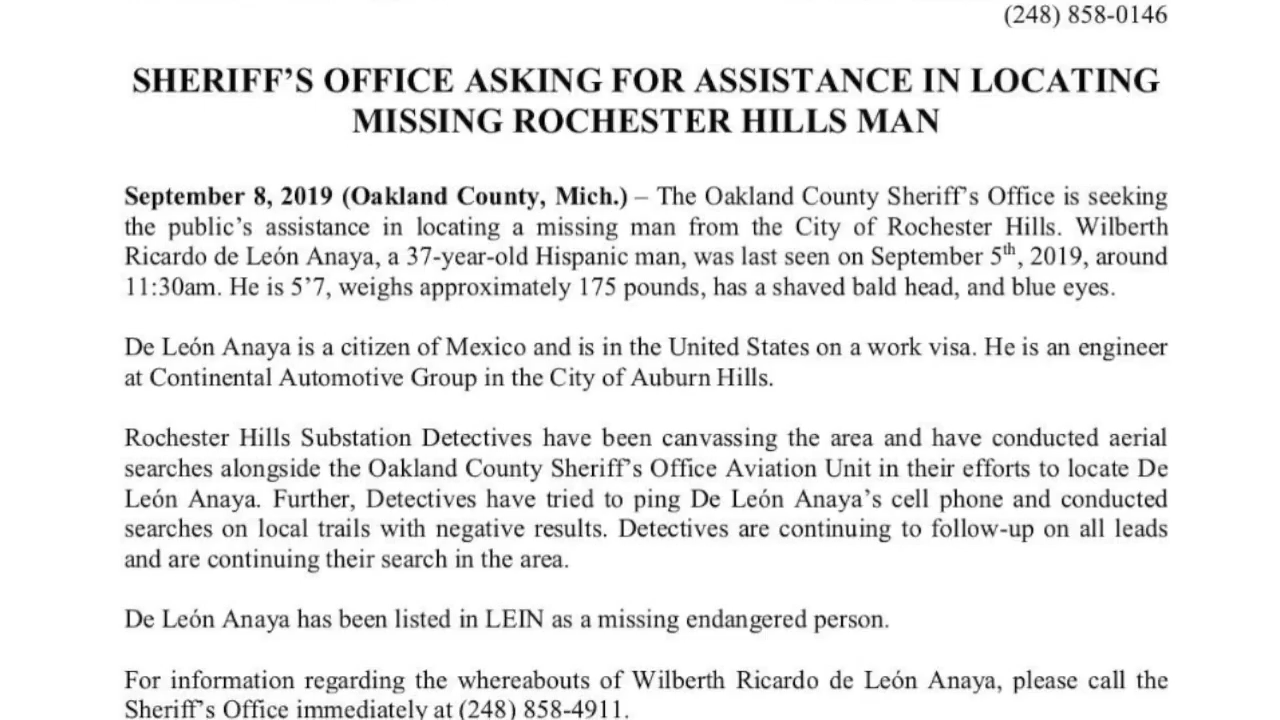 (248) 858-0146
SHERIFF’S OFFICE ASKING FOR ASSISTANCE IN LOCATING
MISSING ROCHESTER HILLS MAN
September 8, 2019 (Oakland County, Mich.) – The Oakland County Sheriff’s Office is seeking
the public’s assistance in locating a missing man from the City of Rochester Hills. Wilberth
Ricardo de León Anaya, a 37-year-old Hispanic man, was last seen on September 5th, 2019, around
11:30am. He is 5’7, weighs approximately 175 pounds, has a shaved bald head, and blue eyes.
De León Anaya is a citizen of Mexico and is in the United States on a work visa. He is an engineer
at Continental Automotive Group in the City of Auburn Hills.
Rochester Hills Substation Detectives have been canvassing the area and have conducted aerial
searches alongside the Oakland County Sheriff’s Office Aviation Unit in their efforts to locate De
León Anaya. Further, Detectives have tried to ping De León Anaya’s cell phone and conducted
searches on local trails with negative results. Detectives are continuing to follow-up on all leads
and are continuing their search in the area.
De León Anaya has been listed in LEIN as a missing endangered person.
For information regarding the whereabouts of Wilberth Ricardo de León Anaya, please call the
Sheriff’s Office immediately at (248) 858-4911.